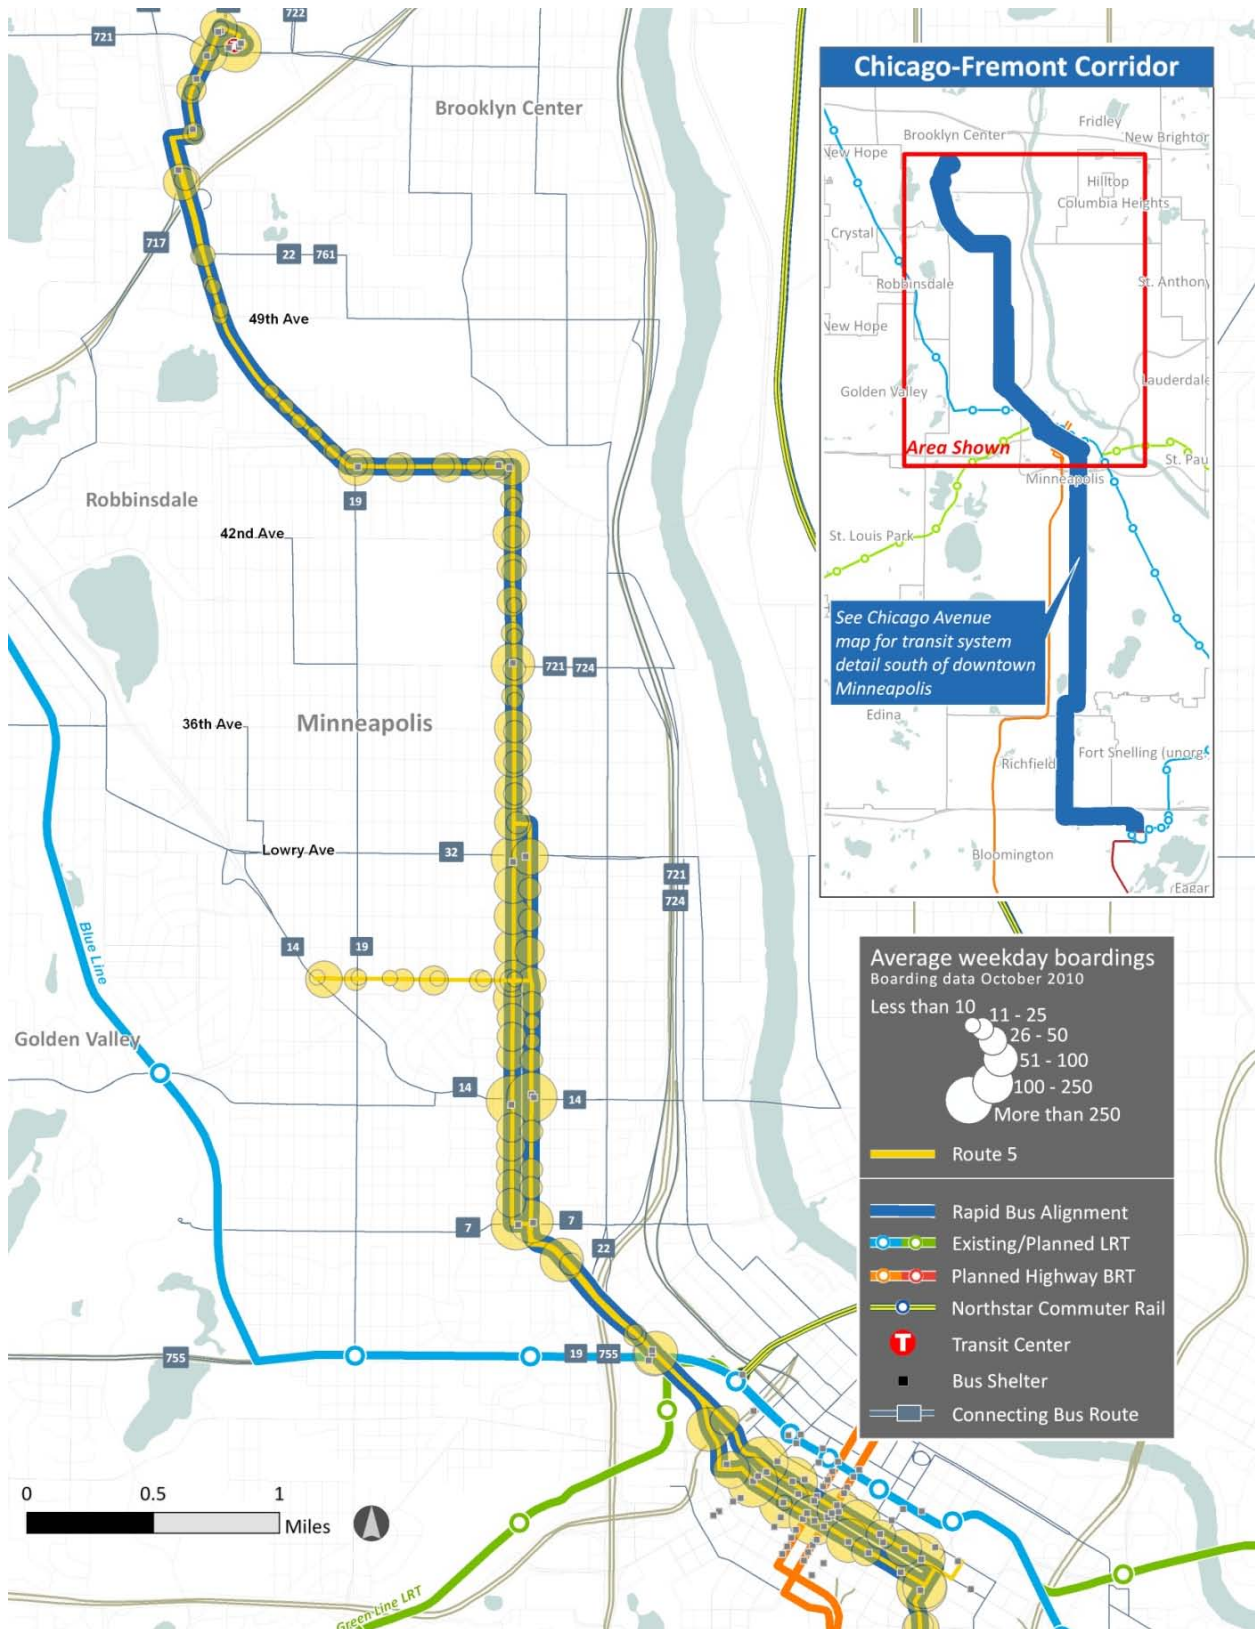 722
721
Brooklyn Center
717
22
761
49th Ave
Robbinsdale
19
42nd Ave
721
724
36th Ave
Minneapolis
Lowry Ave
32
721
724
14
19
Blue Line
Golden Valley
14
14
7
7
22
755
19
755
Green Line LRT
0
0.5
1
Miles
Chicago-Fremont Corridor
Fridley
Brooklyn Center
New Brighton
New Hope
Hilltop
Columbia Heights
Crystal
Robbinsdale
St. Anthony
New Hope
Lauderdale
Golden Valley
Area Shown
St. Pau
Minneapolis
St. Louis Park
See Chicago Avenue
map for transit system
detail south of downtown
Minneapolis
Edina
Richfield
Fort Snelling (unorg.
Bloomington
Eagan
Average weekday boardings
Boarding data October 2010
Less than 10
11 - 25
26 - 50
51 - 100
100 - 250
More than 250
Route 5
Rapid Bus Alignment
Existing/Planned LRT
Planned Highway BRT
Northstar Commuter Rail
T Transit Center
Bus Shelter
Connecting Bus Route